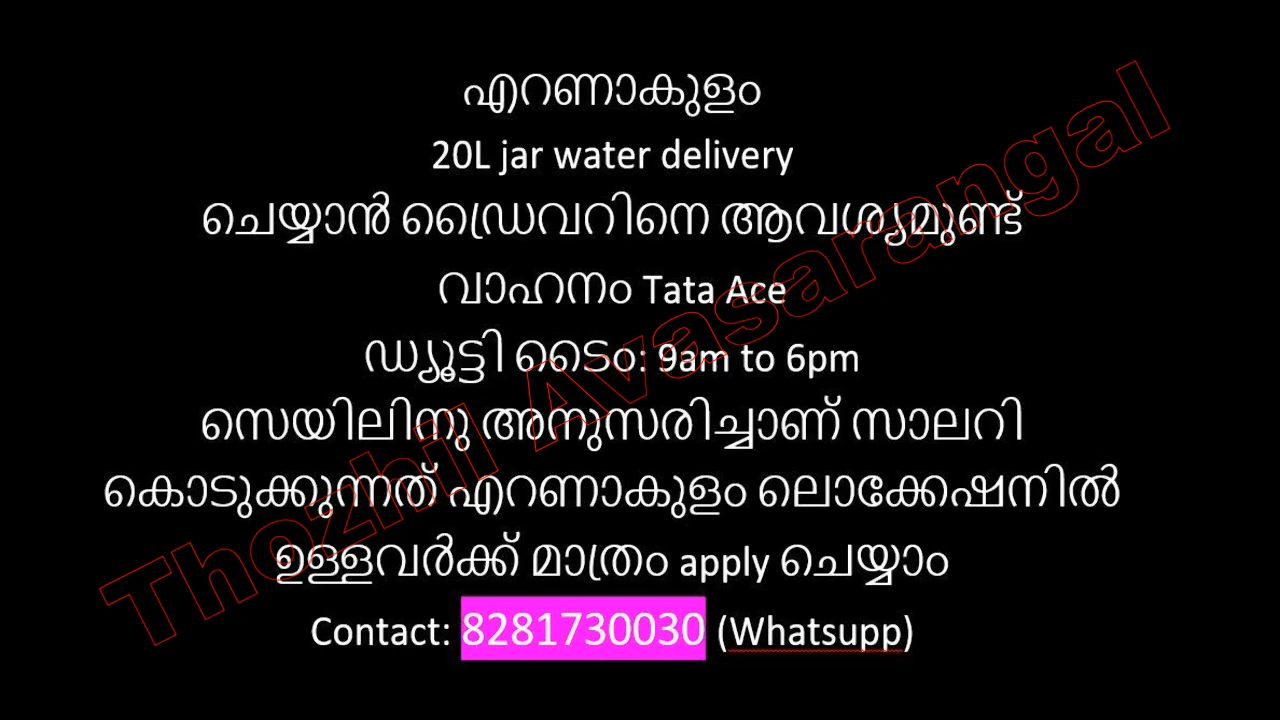 എറണാകുളം
20L jar water delivery
ചെയ്യാൻ ഡ്രൈവറിനെ ആവശ്യമുണ്ട്
വാഹനം Tata Ace
ഡ്യൂട്ടി ടൈം: 9am to 6pm
സെയിലിനു അനുസരിച്ചാണ് സാലറി
കൊടുക്കുന്നത് എറണാകുളം ലൊക്കേഷനിൽ
ഉള്ളവർക്ക് മാത്രം apply ചെയ്യാം
Contact: 8281730030 (Whatsupp)
Thozhil Avasarangal